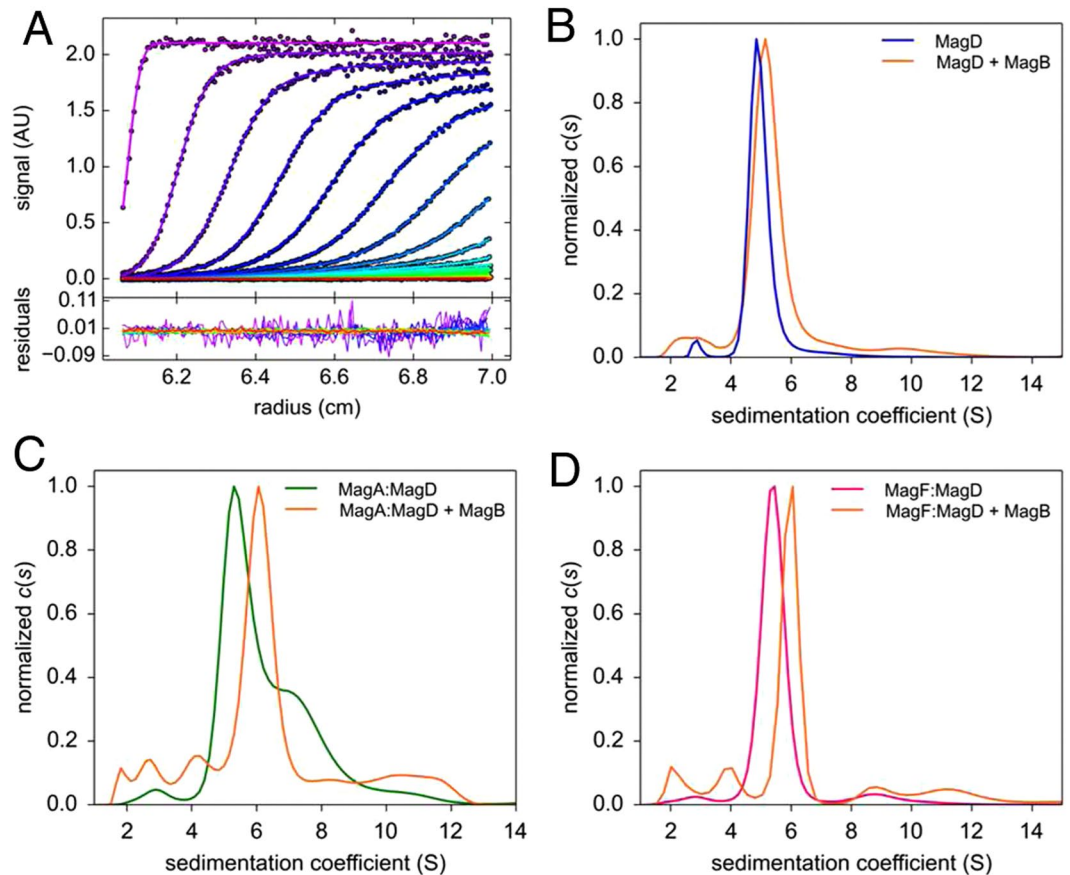 A
signal (AU)
2.0
1.5
1.0
0.5
0.0
residuals
0.11
0.01
−0.09
6.2 6.4 6.6 6.8 7.0
radius (cm)
B
normalized c(s)
1.0
0.8
0.6
0.4
0.2
0.0
MagD
MagD + MagB
2 4 6 8 10 12 14
sedimentation coefficient (S)
C
normalized c(s)
1.0
0.8
0.6
0.4
0.2
0.0
MagA:MagD
MagA:MagD + MagB
2 4 6 8 10 12 14
sedimentation coefficient (S)
D
normalized c(s)
1.0
0.8
0.6
0.4
0.2
0.0
MagF:MagD
MagF:MagD + MagB
2 4 6 8 10 12 14
sedimentation coefficient (S)